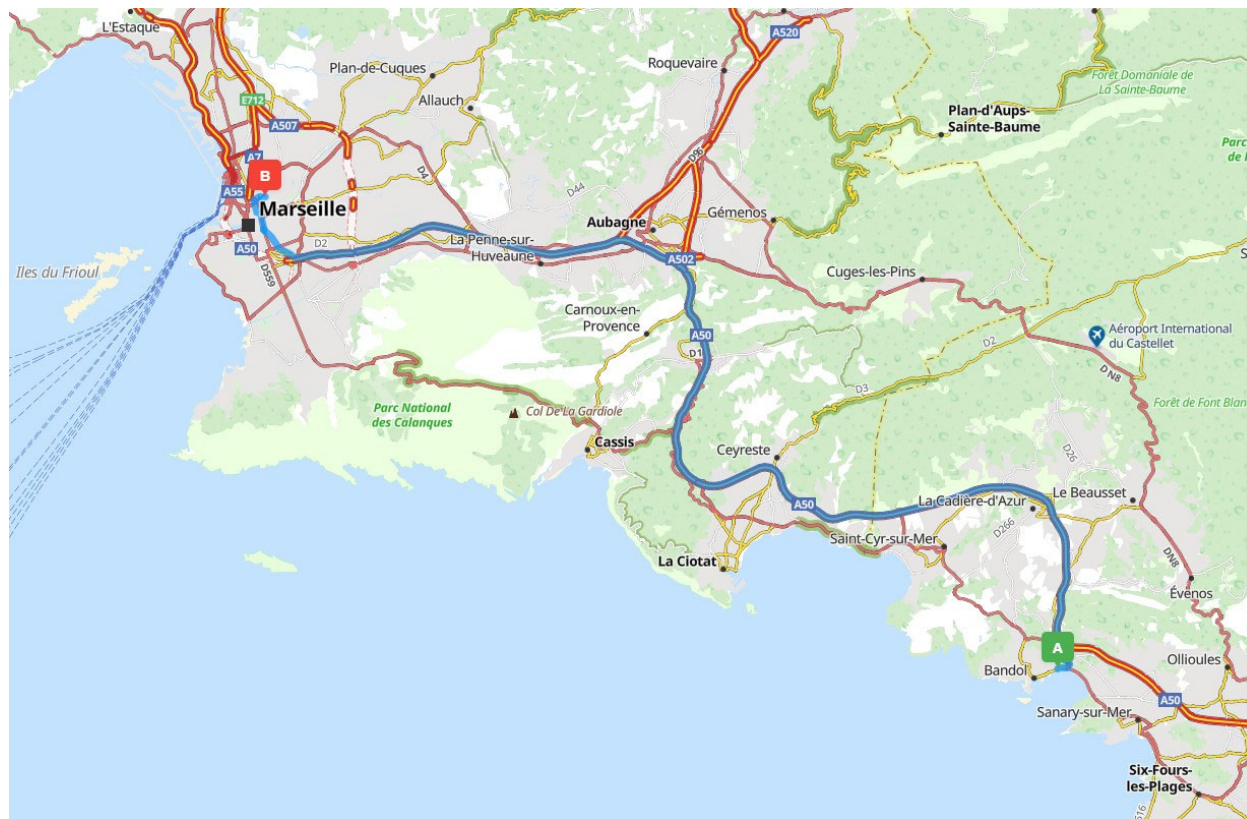 L'Estaque
A520
Roquevaire
Plan-de-Cuques
Forêt Domaniale de
La Sainte-Baume
E712
Allauch
Plan-d'Aups-
Sainte-Baume
A507
A7
D96
D4
B
A55
D44
Marseille
Aubagne
Gémenos
A50
D2
La Penne-sur-
Huveaune
A502
Iles du Frioul
D559
Cuges-les-Pins
Carnoux-en-
Provence
A50
Aéroport International
du Castellet
D1
D2
D N8
D3
Parc National
des Calanques
Col De La Gardiole
Forêt de Font Blan
Cassis
Ceyreste
D26
A50
La Cadière-d'Azur
Le Beausset
D266
Saint-Cyr-sur-Mer
La Ciotat
DN8
Évenos
A
Ollioules
Bandol
A50
Sanary-sur-Mer
Six-Fours-
les-Plages